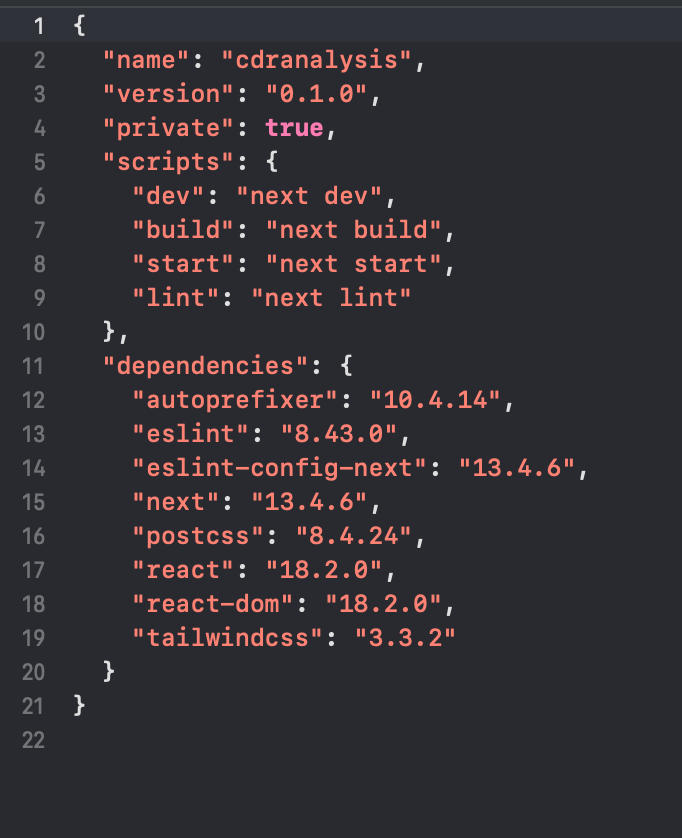 1 {
2   "name": "cdranalysis",
3   "version": "0.1.0",
4   "private": true,
5   "scripts": {
6     "dev": "next dev",
7     "build": "next build",
8     "start": "next start",
9     "lint": "next lint"
10   },
11   "dependencies": {
12     "autoprefixer": "10.4.14",
13     "eslint": "8.43.0",
14     "eslint-config-next": "13.4.6",
15     "next": "13.4.6",
16     "postcss": "8.4.24",
17     "react": "18.2.0",
18     "react-dom": "18.2.0",
19     "tailwindcss": "3.3.2"
20   }
21 }
22